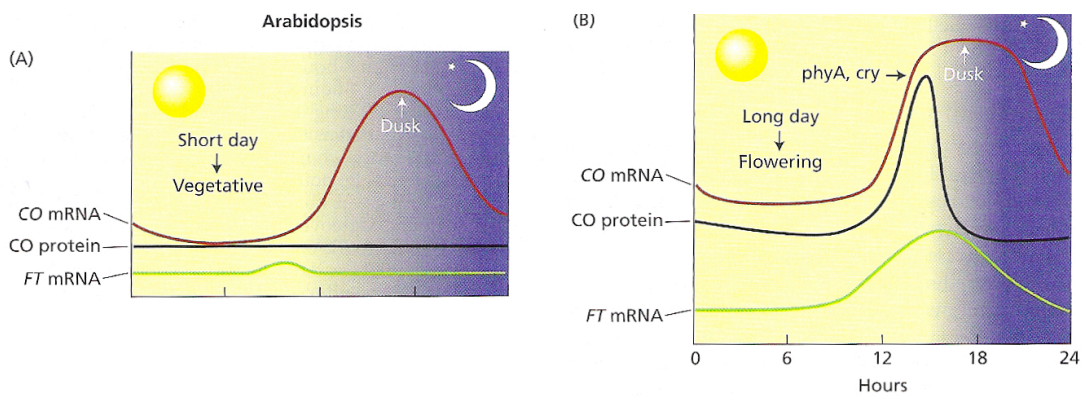 Arabidopsis
(A)
Dusk
Short day
Vegetative
CO mRNA
CO protein
FT mRNA
(B)
phyA, cry
Dusk
Long day
Flowering
CO mRNA
CO protein
FT mRNA
0 6 12 18 24
Hours